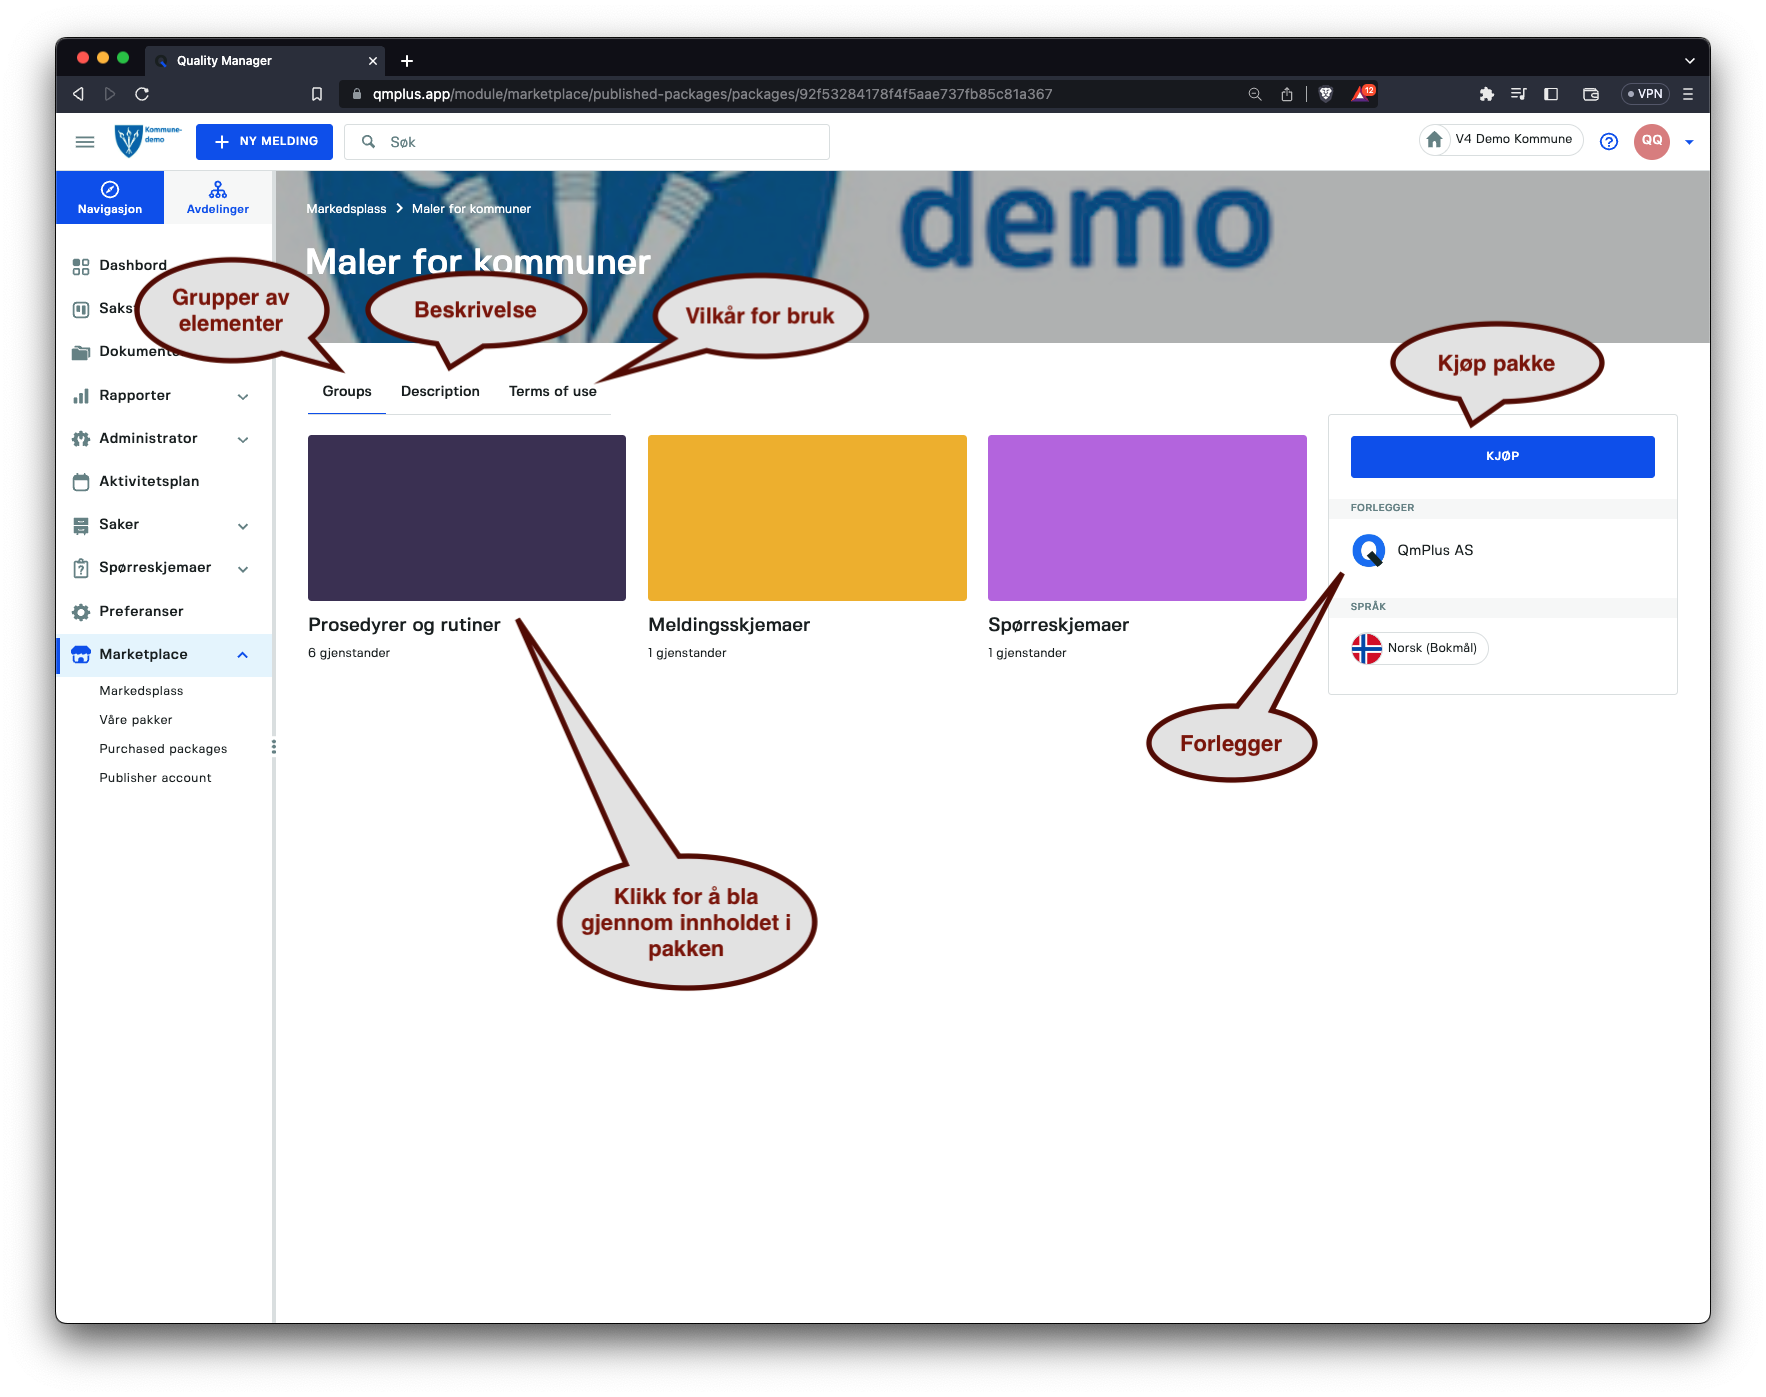 Quality Manager
qmplus.app/module/marketplace/published-packages/packages/92f53284178f4f5aae737fb85c81a367
12
VPN
Kommune-
demo
NY MELDING
Søk
V4 Demo Kommune
QQ
Navigasjon
Avdelinger
Markedsplass > Maler for kommuner
demo
Maler for kommuner
Dashbord
Grupper av
elementer
Beskrivelse
Vilkår for bruk
Kjøp pakke
Rapporter
Administrator
Aktivitetsplan
Saker
Spørreskjemaer
Preferanser
Marketplace
Markedsplass
Våre pakker
Purchased packages
Publisher account
Groups
Description
Terms of use
Prosedyrer og rutiner
6 gjenstander
Meldingsskjemaer
1 gjenstander
Spørreskjemaer
1 gjenstander
KJØP
FORLEGGER
QmPlus AS
SPRÅK
Norsk (Bokmål)
Forlegger
Klikk for å bla
gjennom innholdet i
pakken